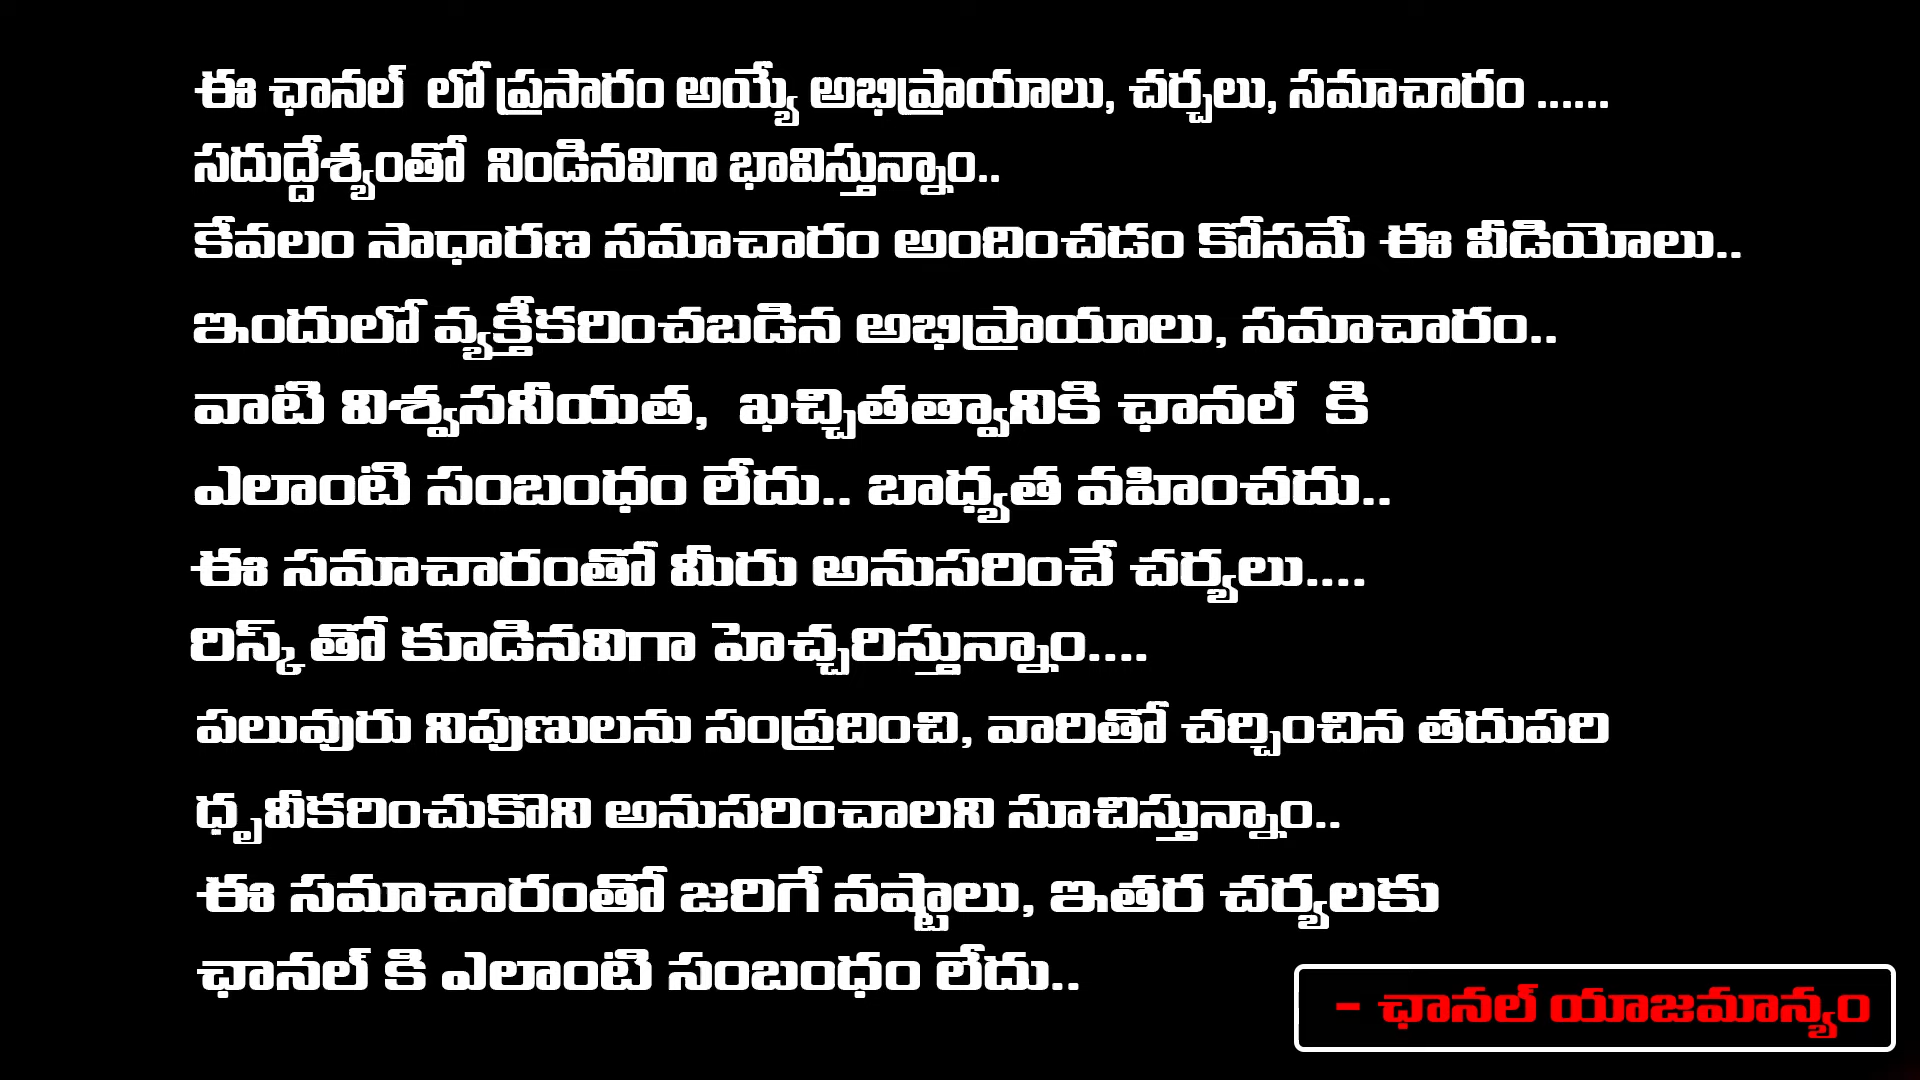 ఈ ఛానల్ లో ప్రసారం అయ్యే అభిప్రాయాలు, చర్చలు, సమాచారం ......
సదుద్దేశ్యంతో నిండినవిగా భావిస్తున్నాం..
కేవలం సాధారణ సమాచారం అందించడం కోసమే ఈ వీడియోలు..
ఇందులో వ్యక్తీకరించబడిన అభిప్రాయాలు, సమాచారం..
వాటి విశ్వసనీయత, ఖచ్చితత్వానికి ఛానల్ కి
ఎలాంటి సంబంధం లేదు.. బాధ్యత వహించదు..
ఈ సమాచారంతో మీరు అనుసరించే చర్యలు....
రిస్క్ తో కూడినవిగా హెచ్చరిస్తున్నాం....
పలువురు నిపుణులను సంప్రదించి, వారితో చర్చించిన తదుపరి
ధృవీకరించుకొని అనుసరించాలని సూచిస్తున్నాం..
ఈ సమాచారంతో జరిగే నష్టాలు, ఇతర చర్యలకు
ఛానల్ కి ఎలాంటి సంబంధం లేదు..
- ఛానల్ యాజమాన్యం